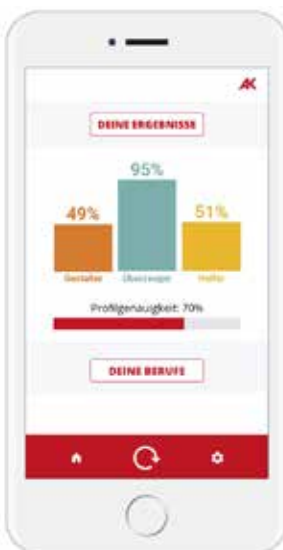 AK
DEINE ERGEBNISSE
95%
49%
51%
Gestalter
Überzeuger
Helfer
Profilgenauigkeit: 70%
DEINE BERUFE